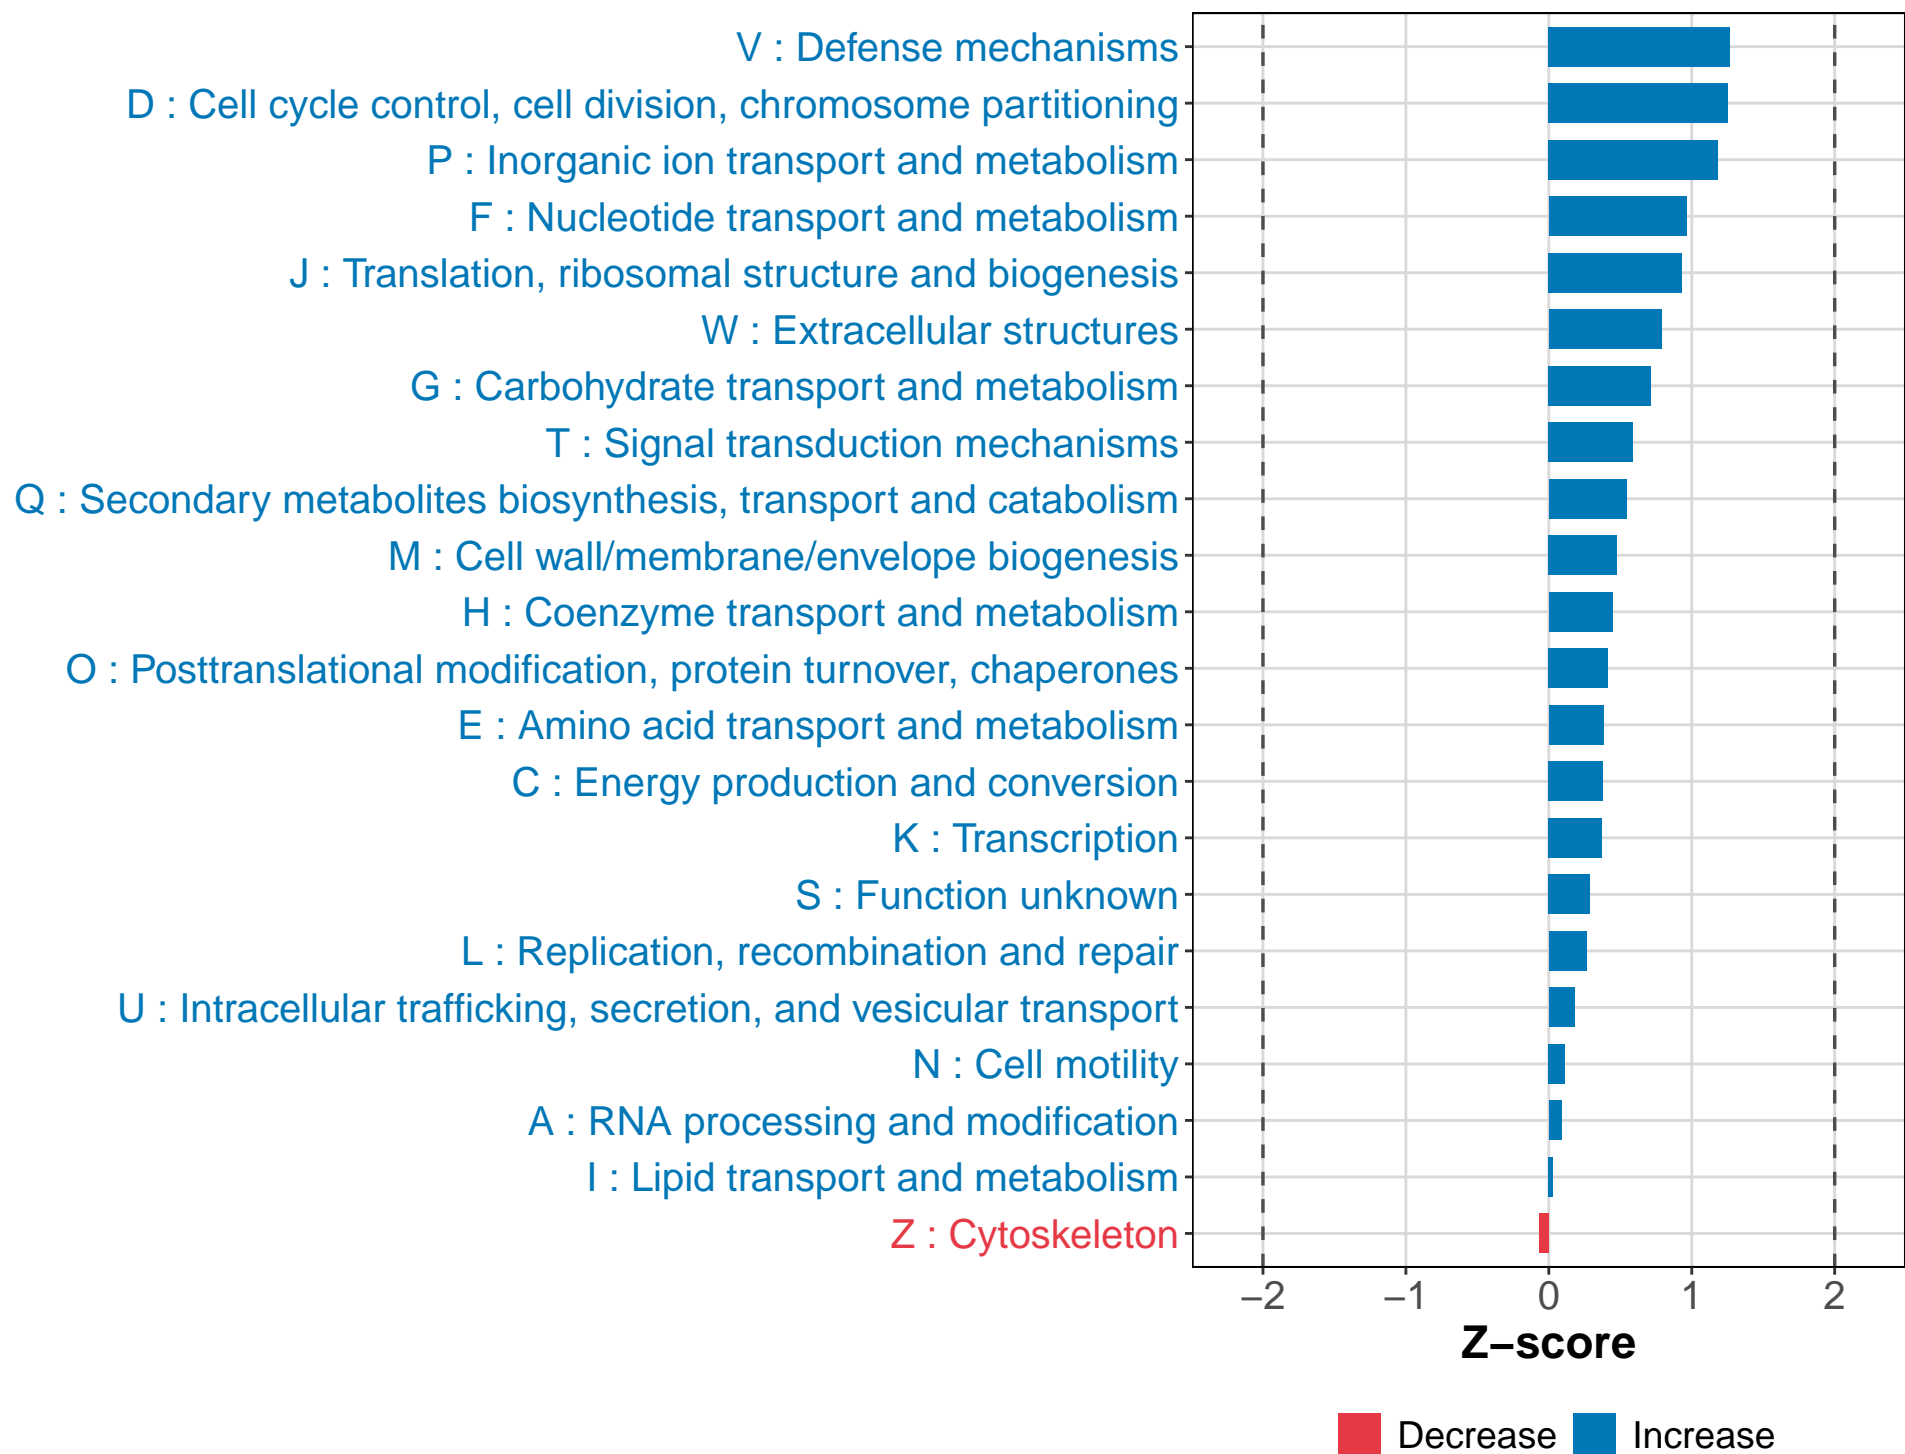 V : Defense mechanisms
D : Cell cycle control, cell division, chromosome partitioning
P : Inorganic ion transport and metabolism
F : Nucleotide transport and metabolism
J : Translation, ribosomal structure and biogenesis
W : Extracellular structures
G : Carbohydrate transport and metabolism
T : Signal transduction mechanisms
Q : Secondary metabolites biosynthesis, transport and catabolism
M : Cell wall/membrane/envelope biogenesis
H : Coenzyme transport and metabolism
O : Posttranslational modification, protein turnover, chaperones
E : Amino acid transport and metabolism
C : Energy production and conversion
K : Transcription
S : Function unknown
L : Replication, recombination and repair
U : Intracellular trafficking, secretion, and vesicular transport
N : Cell motility
A : RNA processing and modification
I : Lipid transport and metabolism
Z : Cytoskeleton
−2 −1 0 1 2
Z−score
Decrease Increase